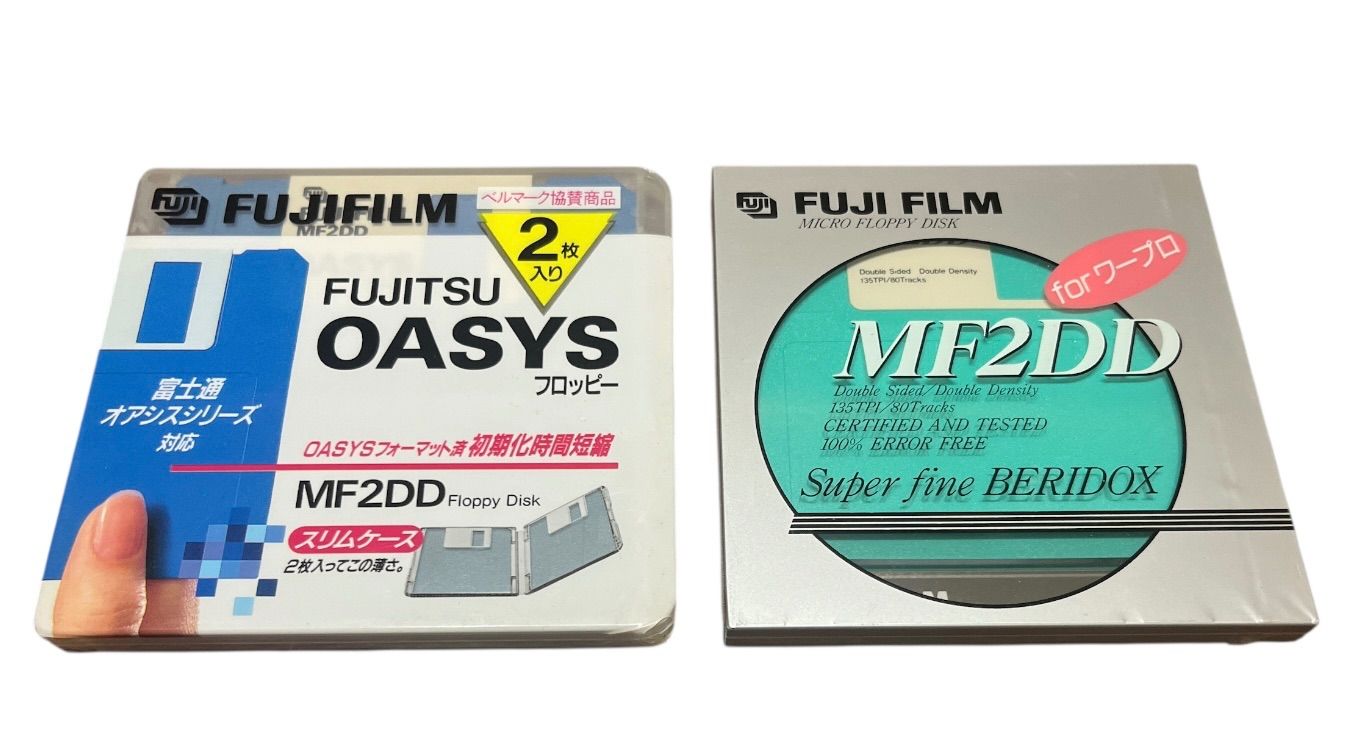 FUJI FUJIFILM
MF2DD
ベルマーク協賛商品
2枚
入り
FUJITSU
OASYS
フロッピー
富士通
オアシスシリーズ
対応
OASYSフォーマット済 初期化時間短縮
MF2DD Floppy Disk
スリムケース
2枚入ってこの薄さ。
FUJI FUJI FILM
MICRO FLOPPY DISK
for ワープロ
Double Sided Double Density
135TPI/80Tracks
MF2DD
Double Sided/Double Density
135TPI/80Tracks
CERTIFIED AND TESTED
100% ERROR FREE
Super fine BERIDOX